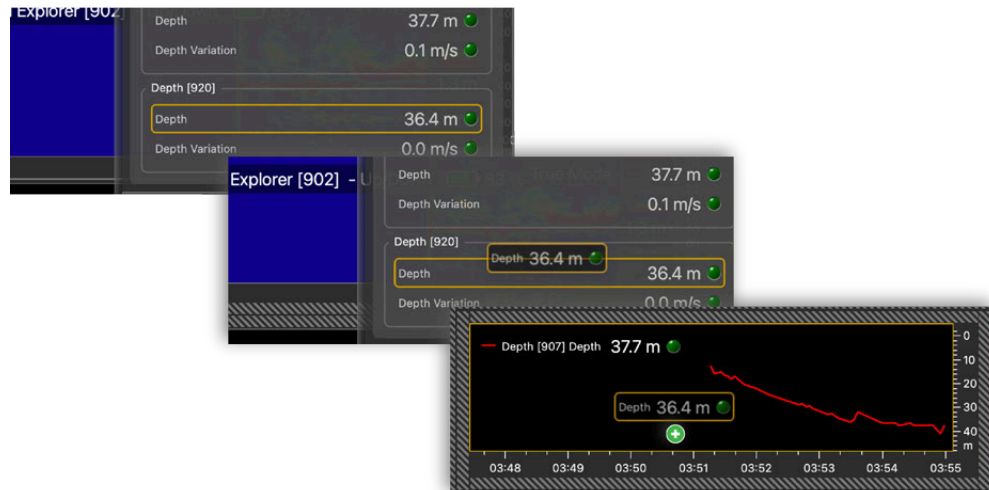 Explorer [902]
Depth 37.7 m
Depth Variation 0.1 m/s
Depth [920]
Depth 36.4 m
Depth Variation 0.0 m/s
Explorer [902] - U
Depth 37.7 m
Depth Variation 0.1 m/s
Depth [920]
Depth 36.4 m
Depth 36.4 m
Depth Variation 0.0 m/s
Depth [907] Depth 37.7 m
Depth 36.4 m
0
10
20
30
40
m
03:48 03:49 03:50 03:51 03:52 03:53 03:54 03:55